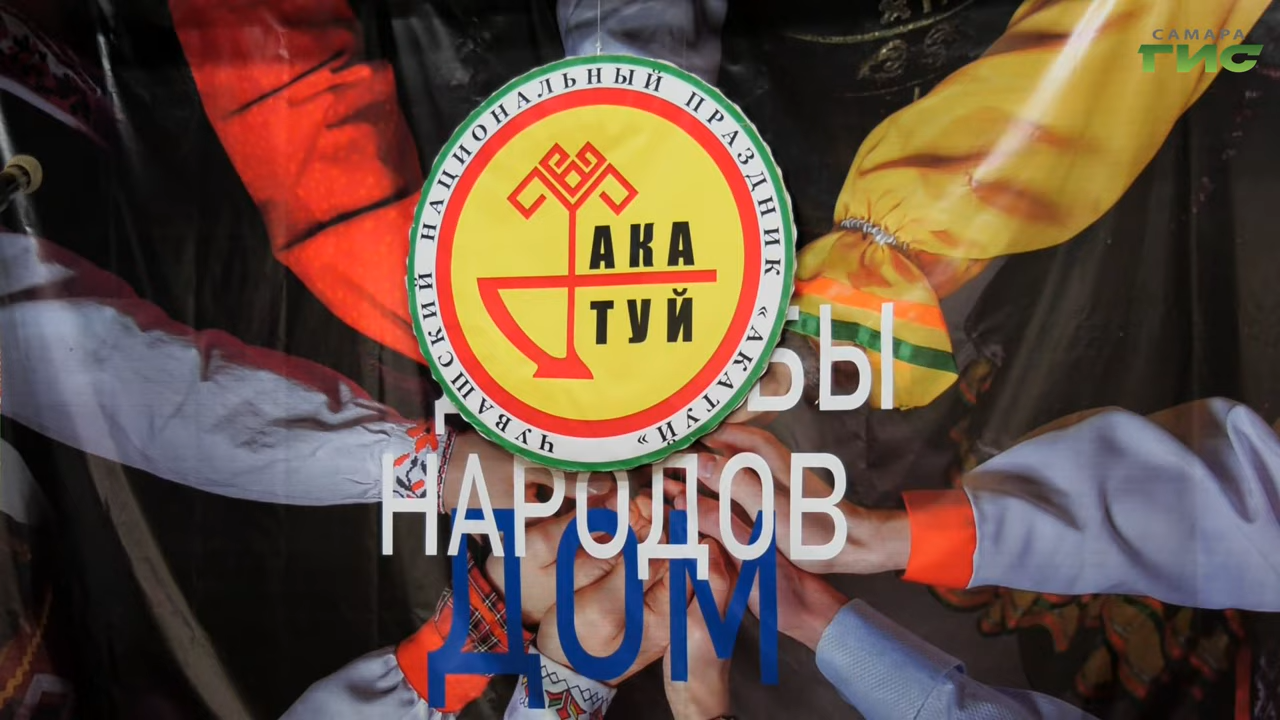 САМАРА
ГИС
ЧУВАШСКИЙ НАЦИОНАЛЬНЫЙ ПРАЗДНИК «АКАТУЙ»
АКА
ТУЙ
НАРОДОВ
ДОМ